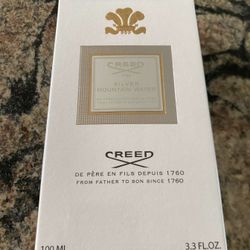 CREED
SILVER
MOUNTAIN WATER
CREED
DE PÈRE EN FILS DEPUIS 1760
FROM FATHER TO SON SINCE 1760
100 ML
3.3 FL.OZ.